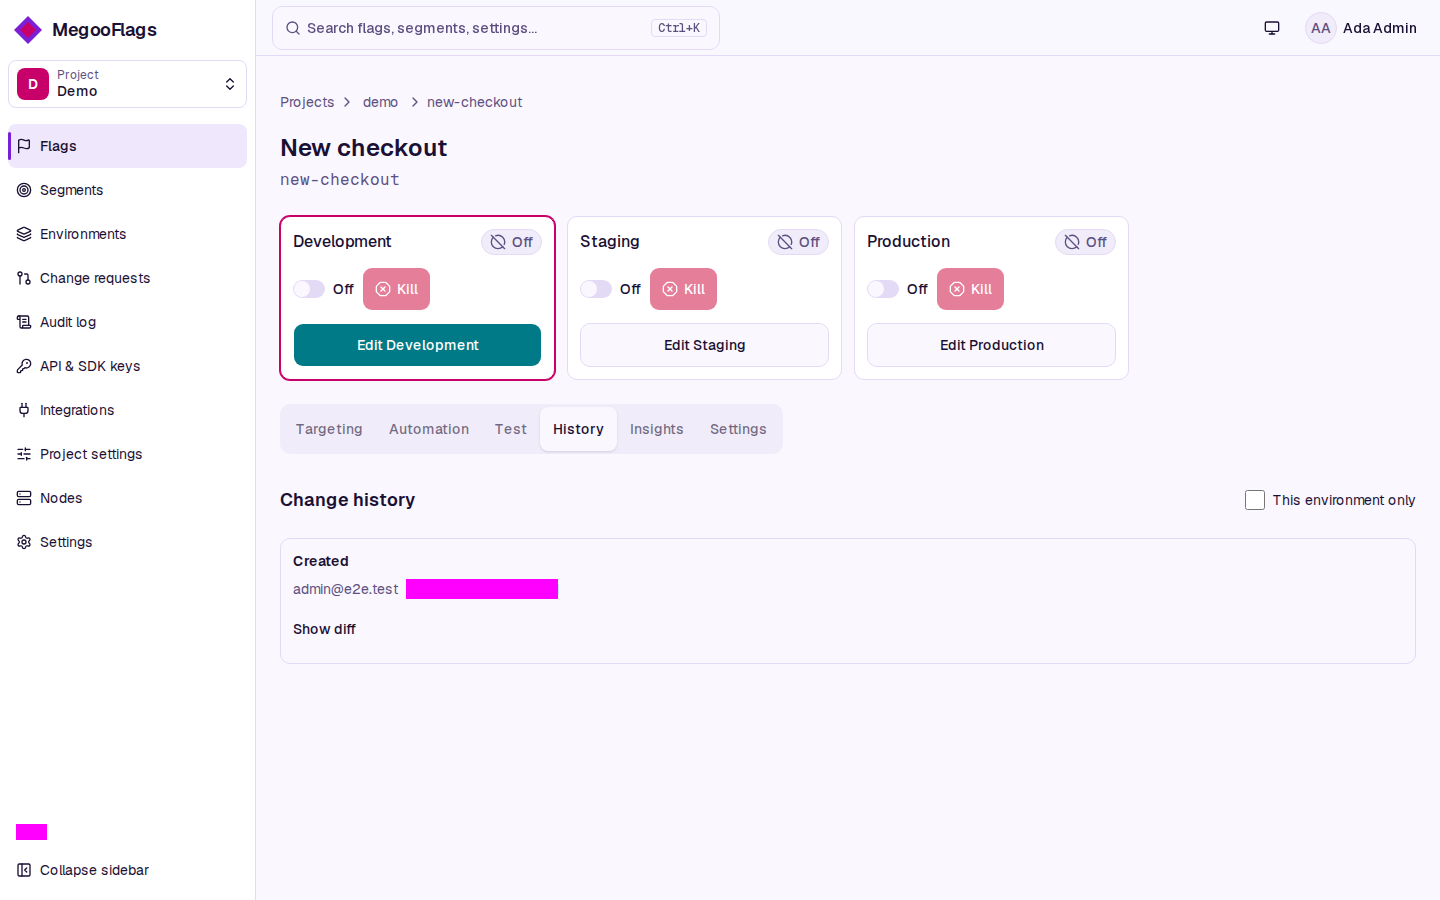 MegooFlags
Search flags, segments, settings...
Ctrl+K
AA
Ada Admin
D
Project
Demo
Flags
Segments
Environments
Change requests
Audit log
API & SDK keys
Integrations
Project settings
Nodes
Settings
Collapse sidebar
Projects
demo
new-checkout
New checkout
new-checkout
Development
Off
Off
Kill
Edit Development
Staging
Off
Off
Kill
Edit Staging
Production
Off
Off
Kill
Edit Production
Targeting
Automation
Test
History
Insights
Settings
Change history
This environment only
Created
admin@e2e.test
Show diff